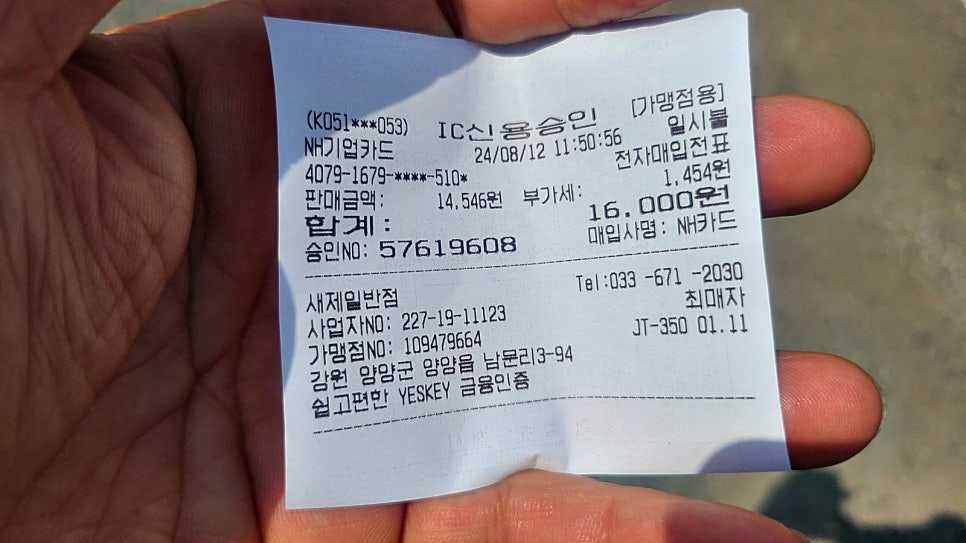 [가맹점용]
(K051***053) IC신용승인 일시불
NH기업카드 24/08/12 11:50:56 전자매입전표
4079-1679-****-510*
판매금액: 14,546원 부가세: 1,454원
합계: 16,000원
승인NO: 57619608 매입사명: NH카드
새제일반점 Tel:033 -671 -2030
사업자NO: 227-19-11123 최매자
가맹점NO: 109479664 JT-350 01.11
강원 양양군 양양읍 남문리3-94
쉽고편한 YESKEY 금융인증